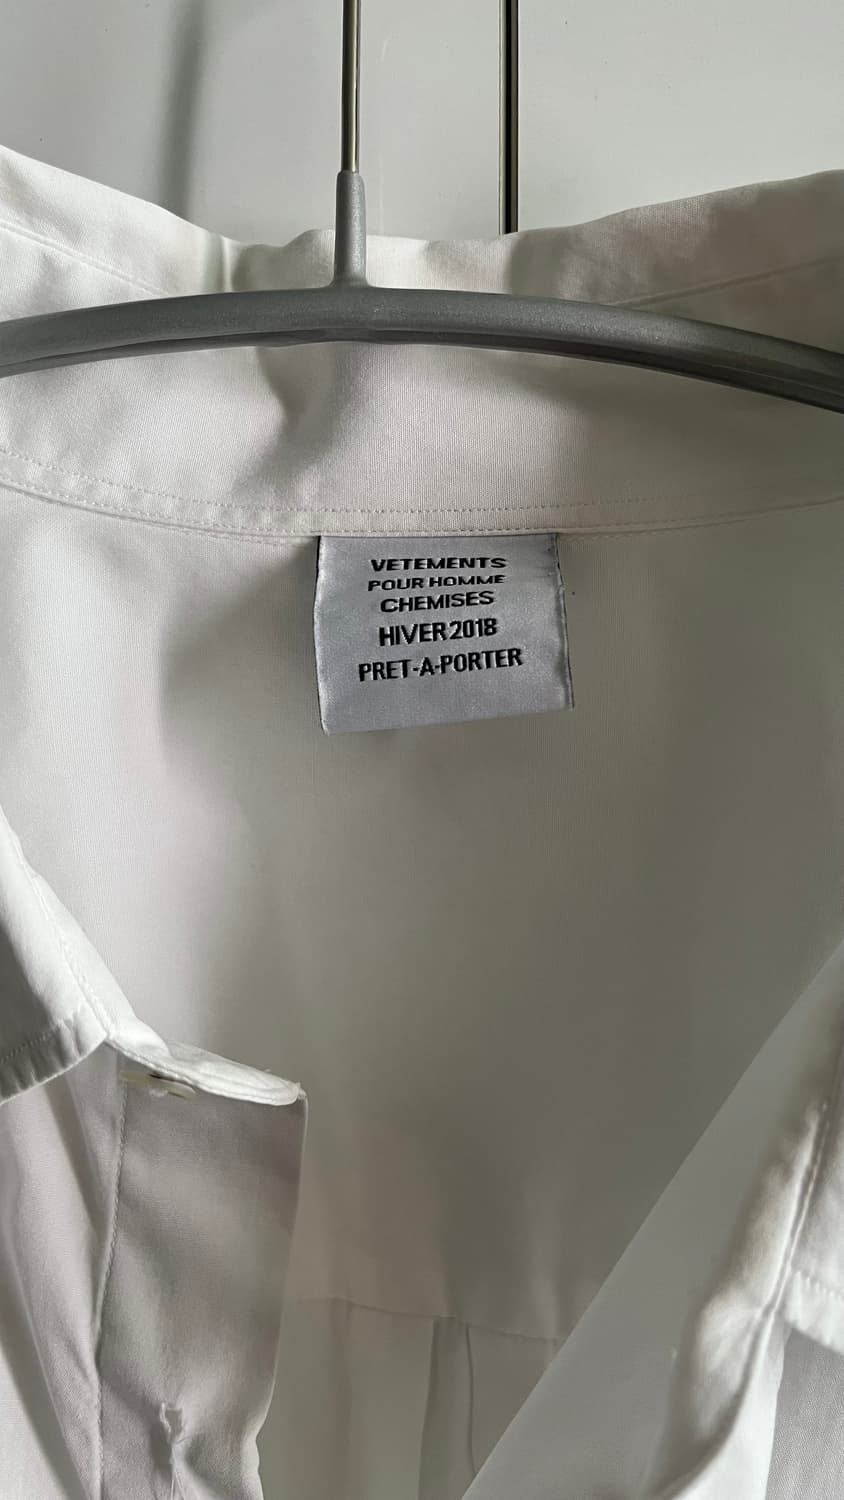 VETEMENTS
POUR HOMME
CHEMISES
HIVER 2018
PRET-A-PORTER